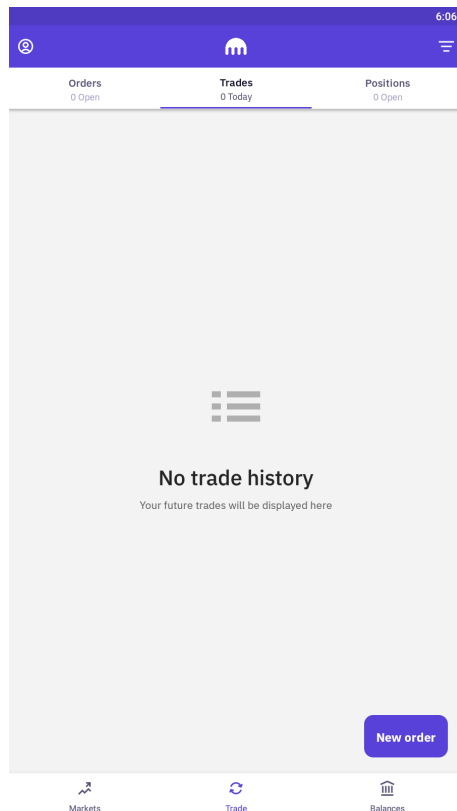 6:06
Orders
0 Open
Trades
0 Today
Positions
0 Open
No trade history
Your future trades will be displayed here
New order
Markets
Trade
Balances